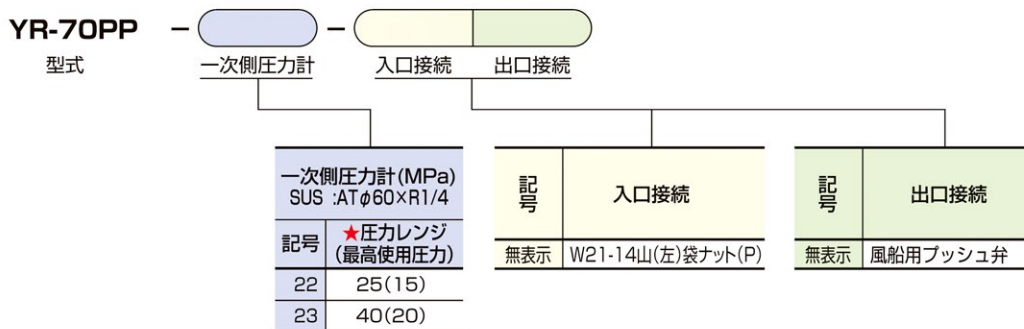 YR-70PP － －
型式 一次側圧力計 入口接続 出口接続
一次側圧力計(MPa)
SUS :ATφ60×R1/4
記号 ★圧力レンジ
(最高使用圧力)
22 25(15)
23 40(20)
記号 入口接続
無表示 W21-14山(左)袋ナット(P)
記号 出口接続
無表示 風船用プッシュ弁